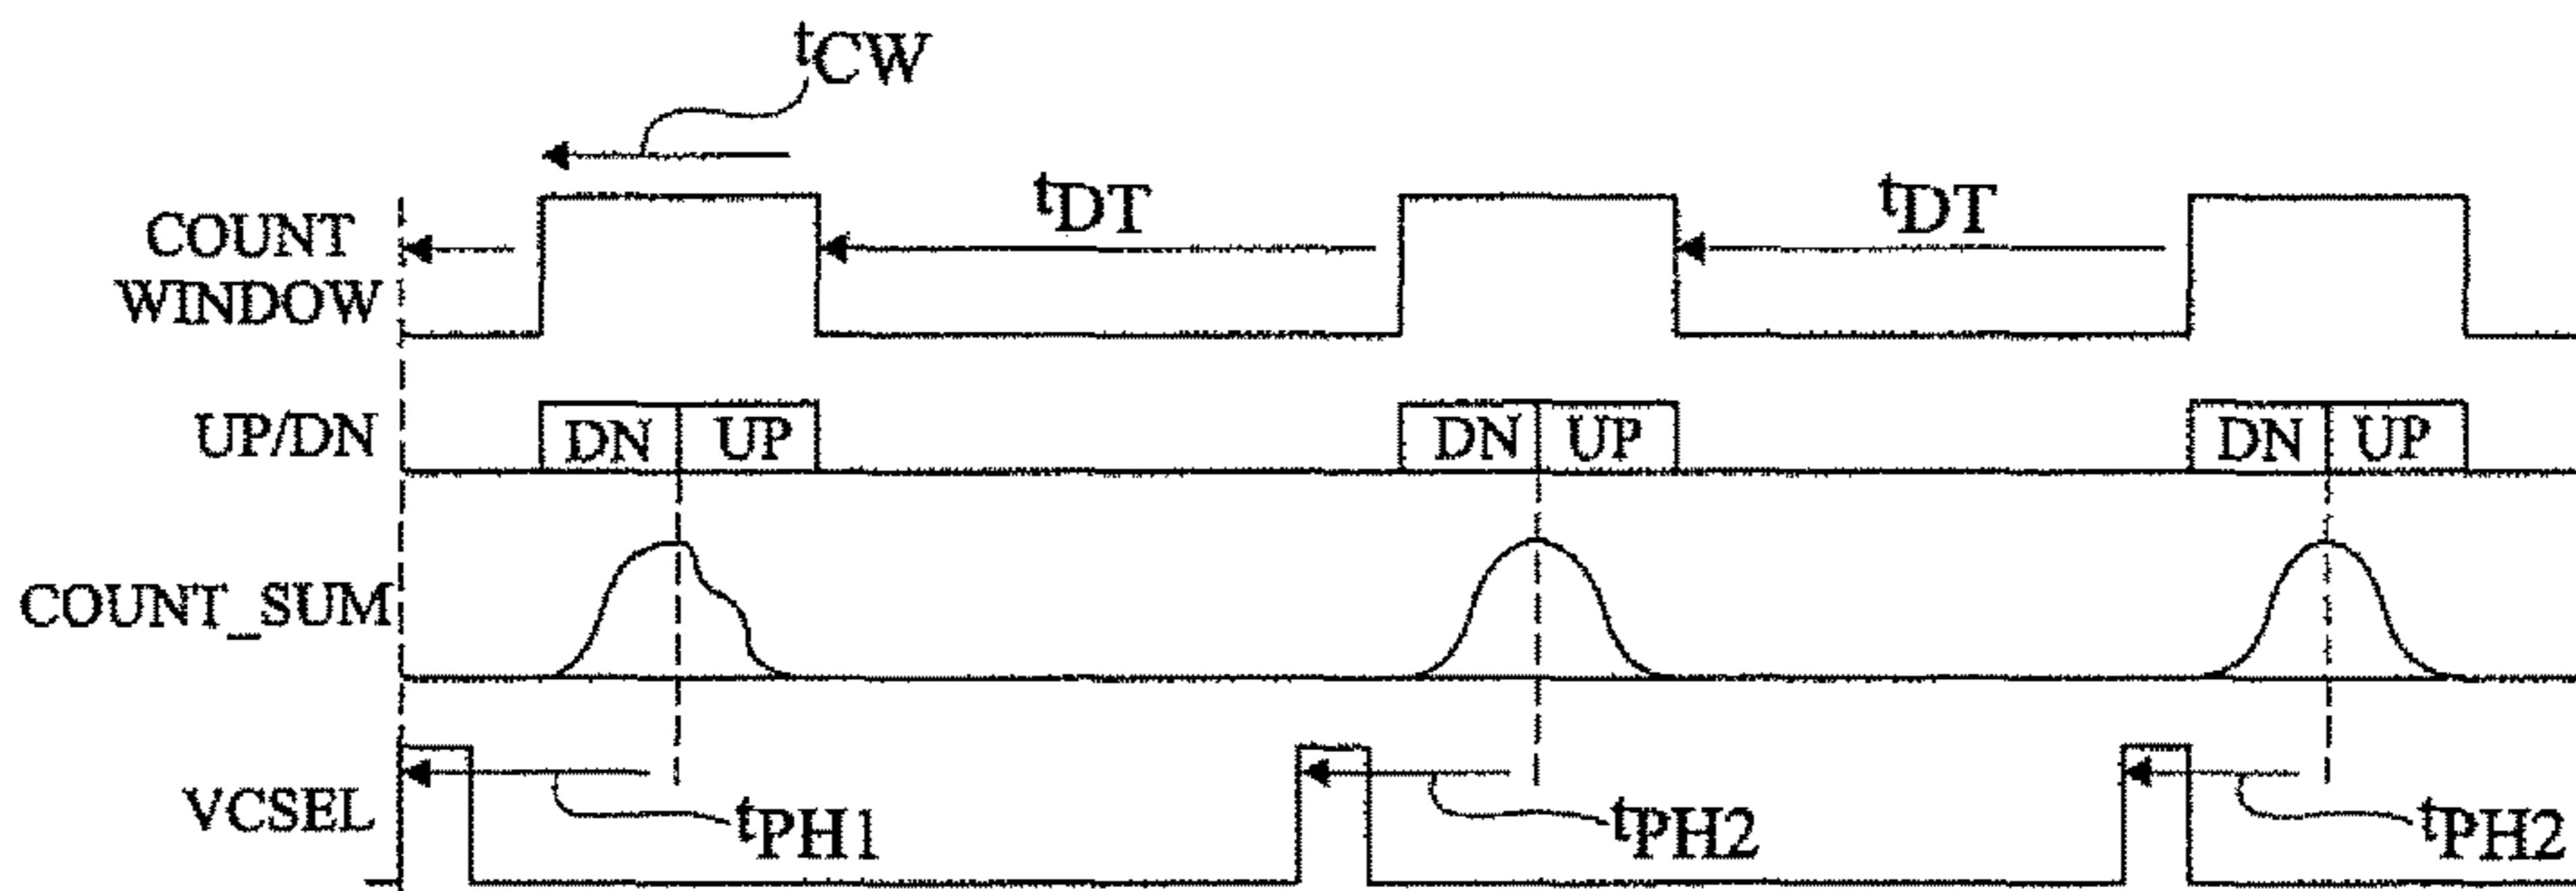 tCW
COUNT WINDOW
tDT
tDT
UP/DN
DN UP
DN UP
DN UP
COUNT_SUM
VCSEL
tPH1
tPH2
tPH2